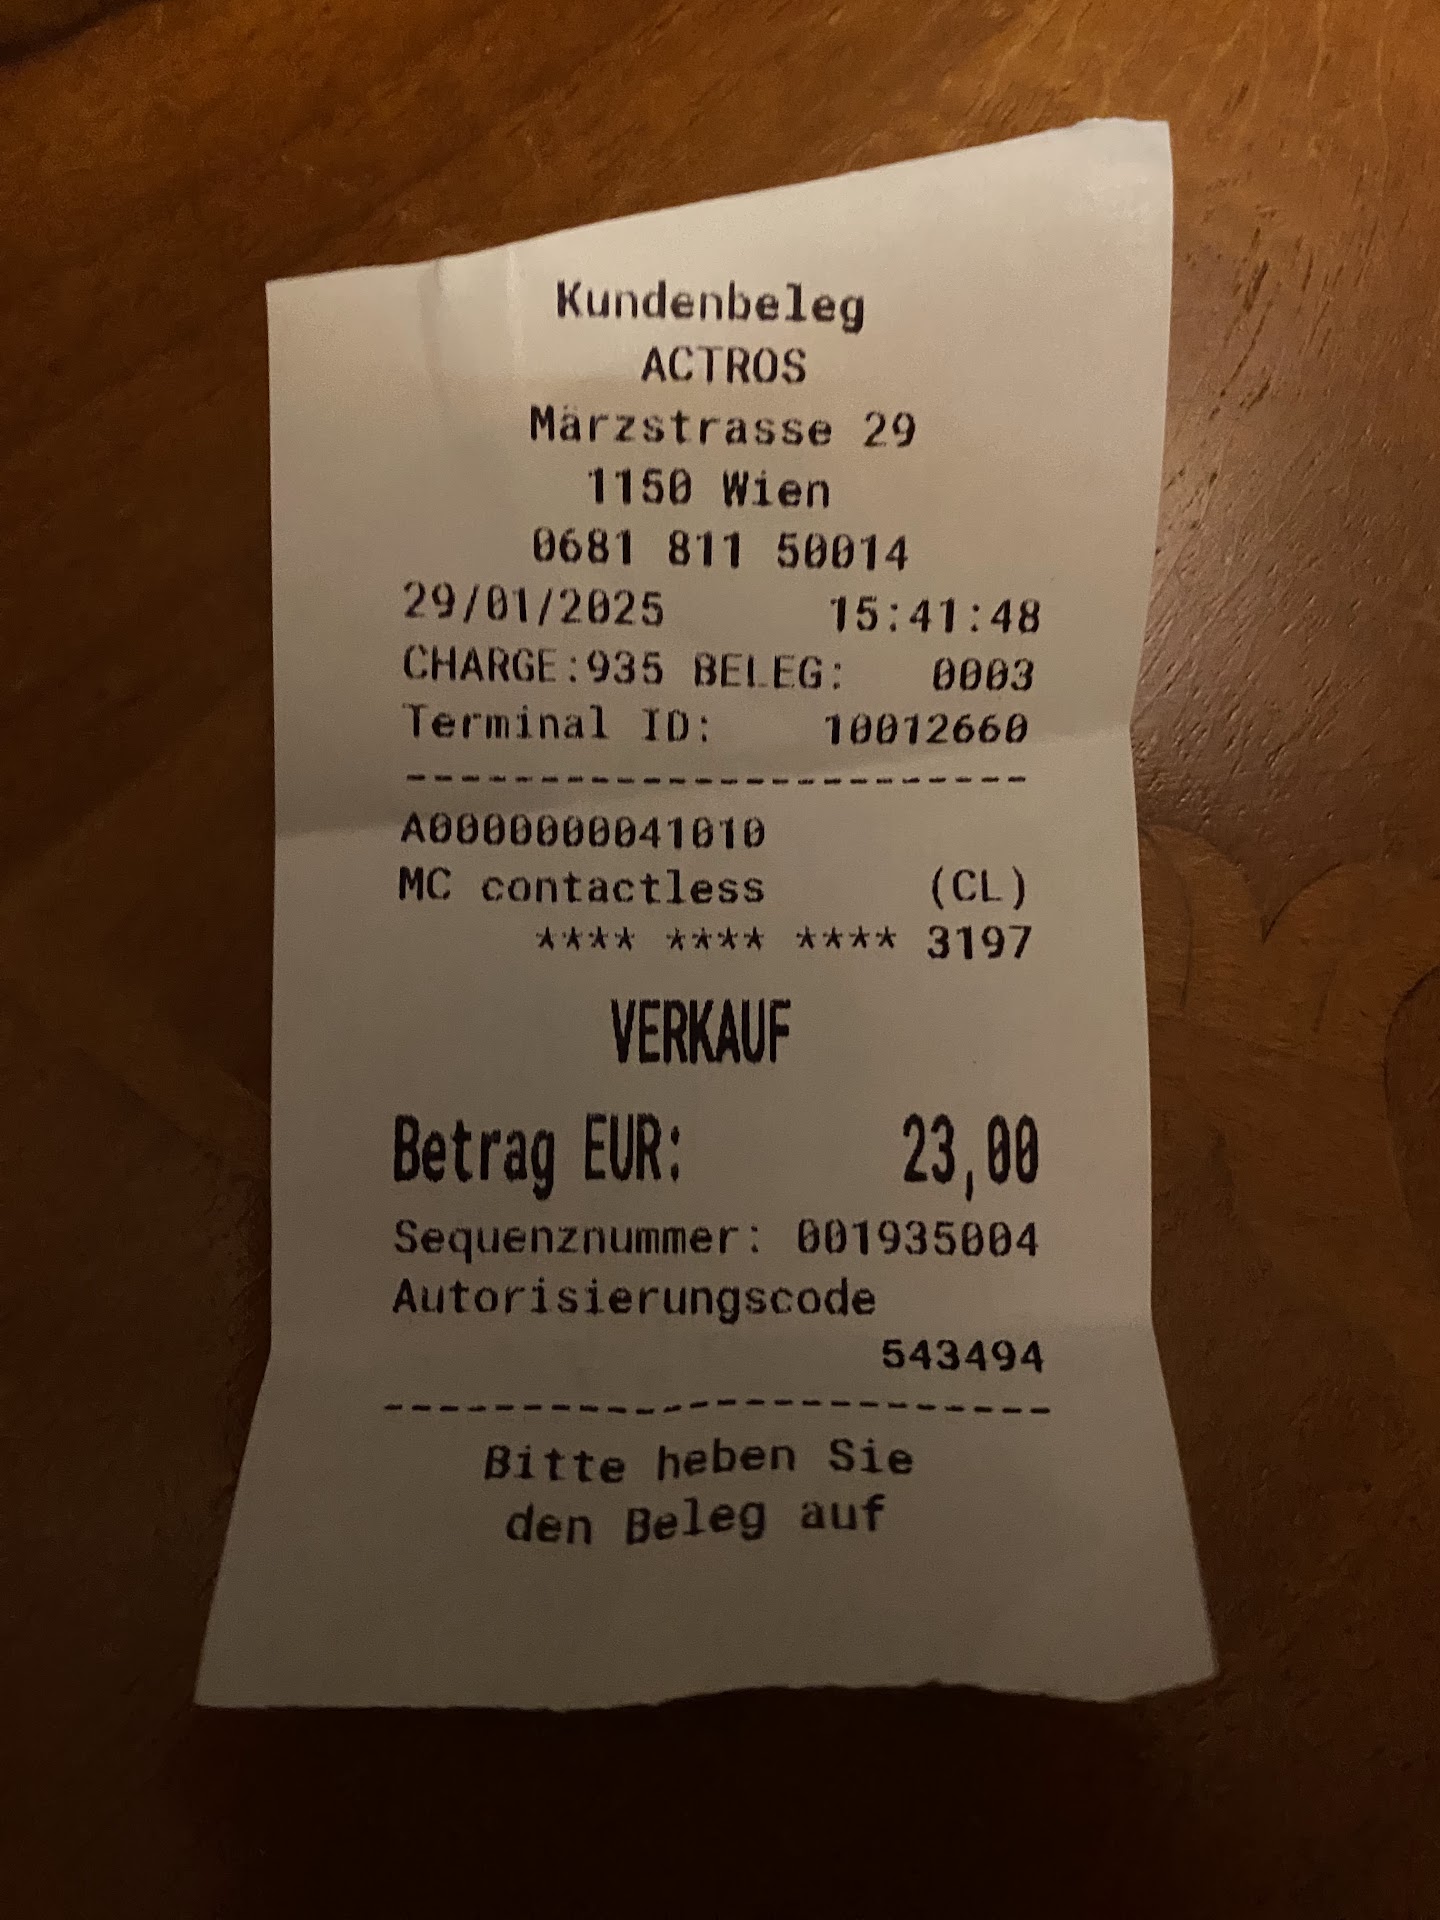 Kundenbeleg
ACTROS
Märzstrasse 29
1150 Wien
0681 811 50014
29/01/2025 15:41:48
CHARGE:935 BELEG: 0003
Terminal ID: 10012660
------------------------
A0000000041010
MC contactless (CL)
**** **** **** 3197
VERKAUF
Betrag EUR: 23,00
Sequenznummer: 001935004
Autorisierungscode
543494
------------------------
Bitte heben Sie
den Beleg auf